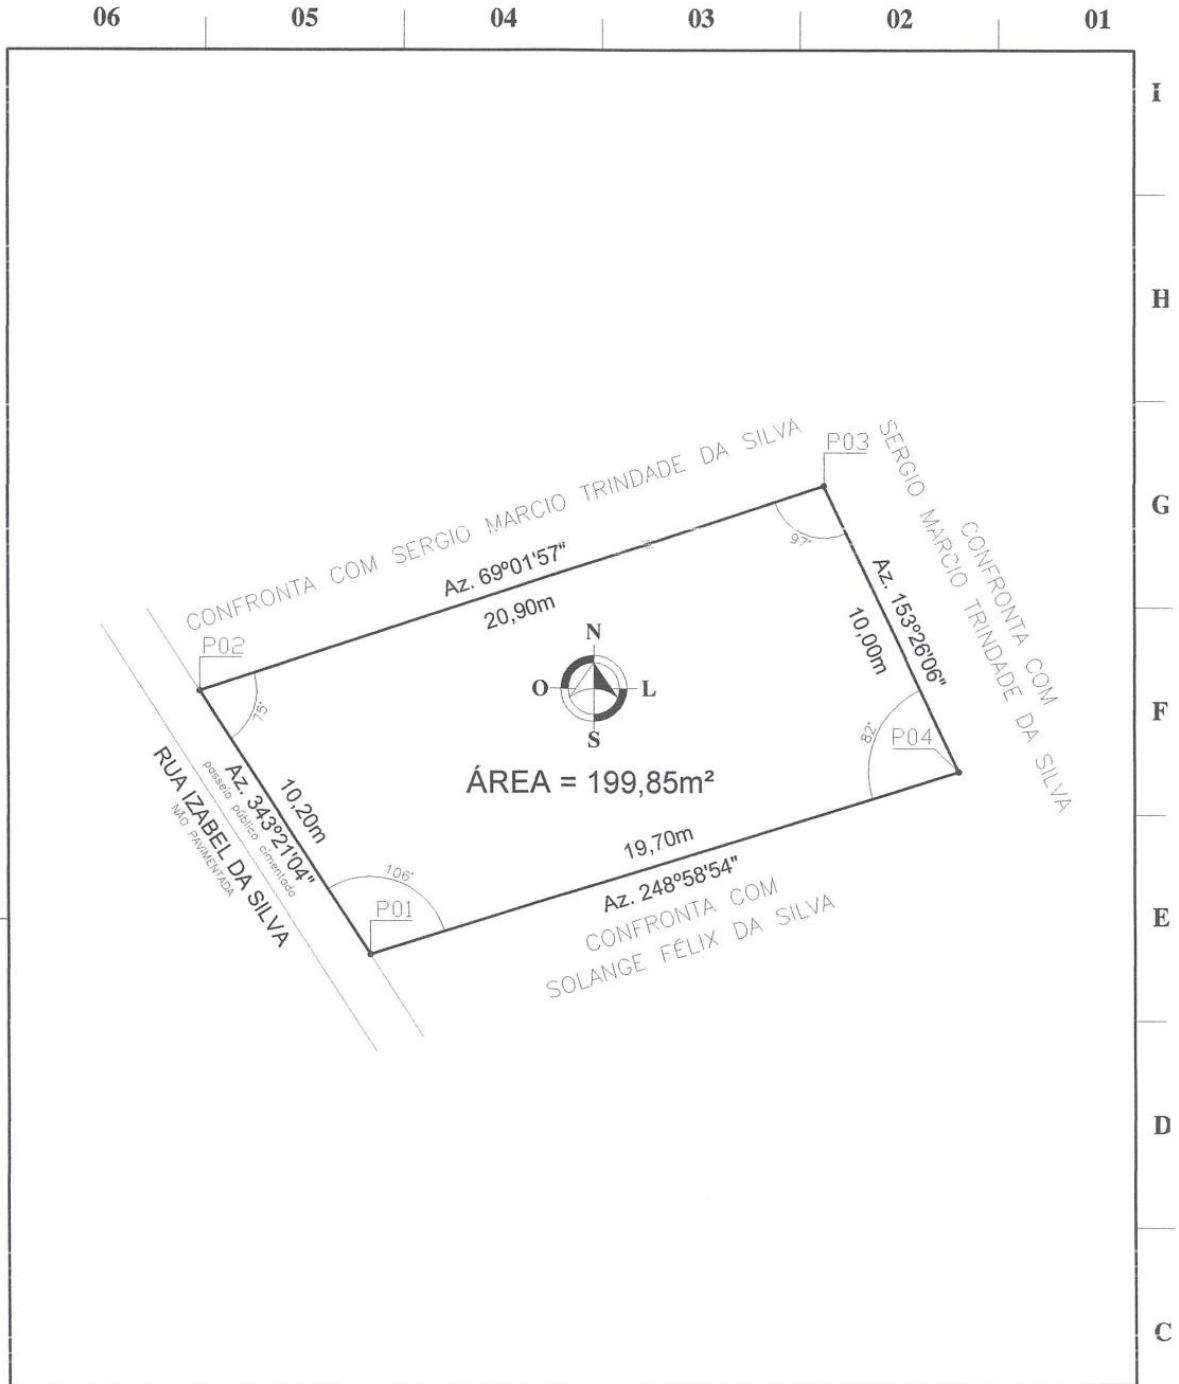 06 05 04 03 02 01
I
H
G
F
E
D
C
CONFRONTA COM SERGIO MARCIO TRINDADE DA SILVA
P03
CONFRONTA COM
SERGIO MARCIO TRINDADE DA SILVA
Az. 69°01'57"
20,90m
97°
Az. 153°26'06"
10,00m
P02
75°
N
O
L
S
82°
P04
ÁREA = 199,85m²
10,20m
Az. 343°21'04"
passeio público cimentado
RUA IZABEL DA SILVA
NÃO PAVIMENTADA
19,70m
Az. 248°58'54"
106°
P01
CONFRONTA COM
SOLANGE FÉLIX DA SILVA